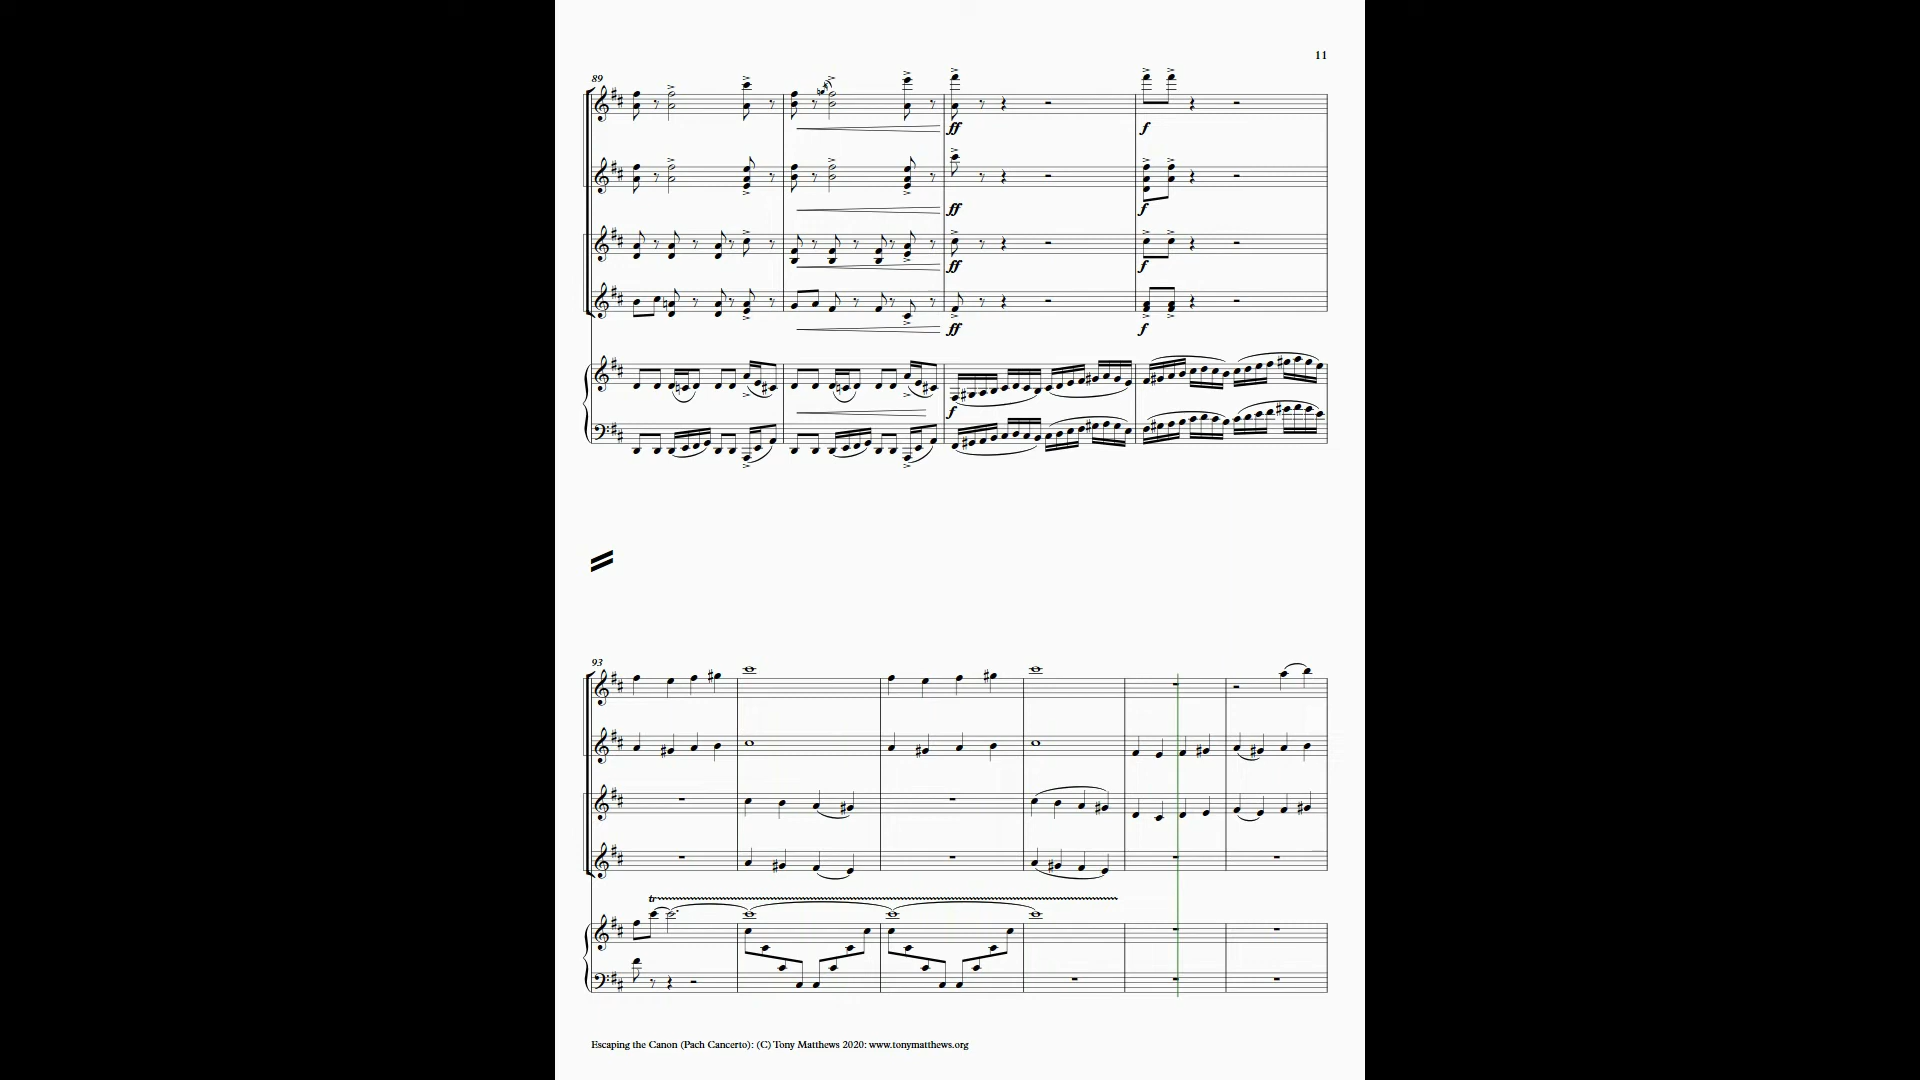 11
89
ff
f
ff
f
ff
f
ff
f
f
93
tr
Escaping the Canon (Pach Cancerto): (C) Tony Matthews 2020: www.tonymatthews.org